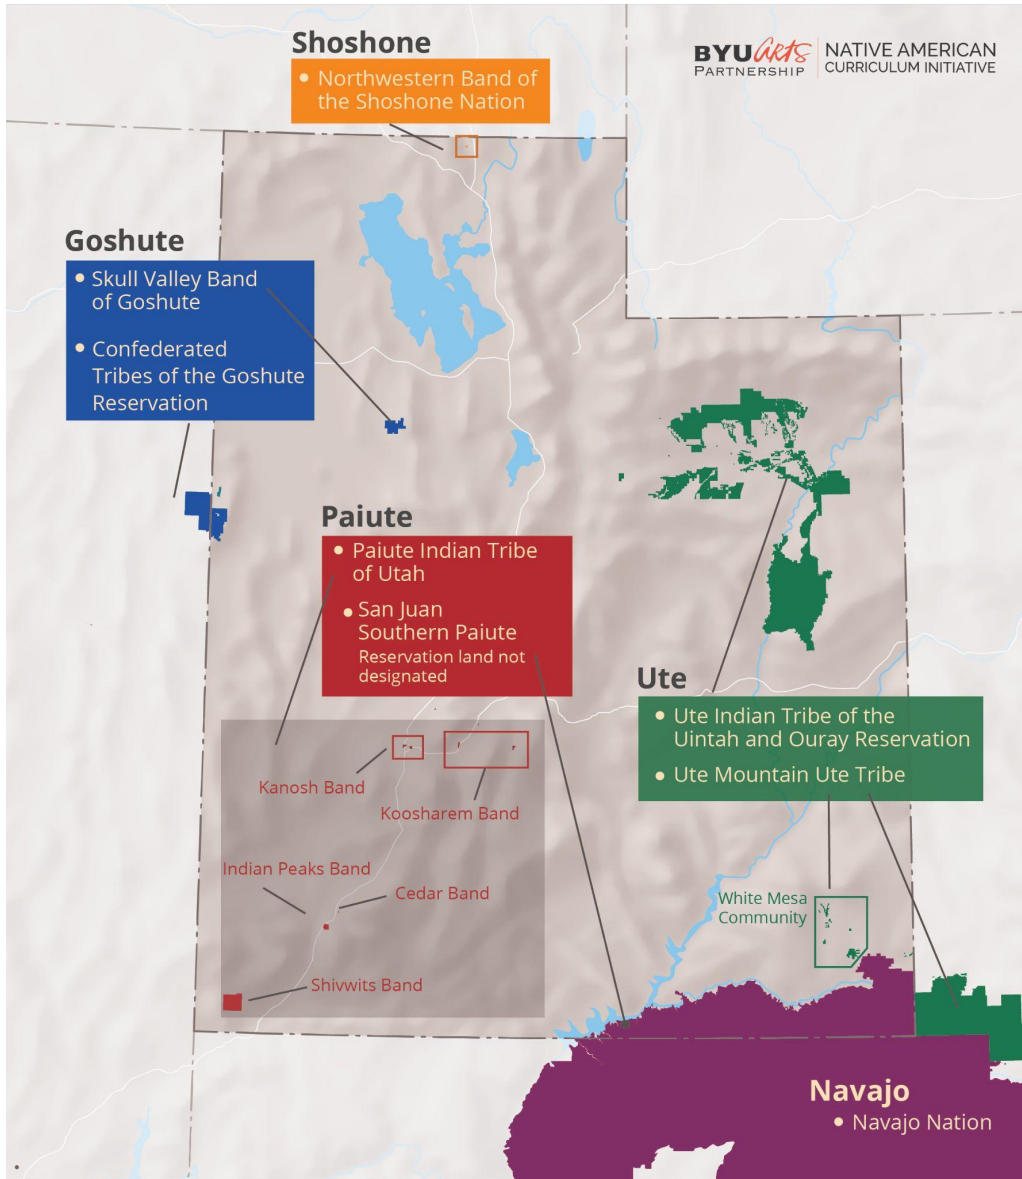 Shoshone
• Northwestern Band of
the Shoshone Nation
BYU ARTS
PARTNERSHIP
NATIVE AMERICAN
CURRICULUM INITIATIVE
Goshute
• Skull Valley Band
of Goshute
• Confederated
Tribes of the Goshute
Reservation
Paiute
• Paiute Indian Tribe
of Utah
• San Juan
Southern Paiute
Reservation land not
designated
Ute
• Ute Indian Tribe of the
Uintah and Ouray Reservation
• Ute Mountain Ute Tribe
Kanosh Band
Koosharem Band
Indian Peaks Band
Cedar Band
Shivwits Band
White Mesa
Community
Navajo
• Navajo Nation